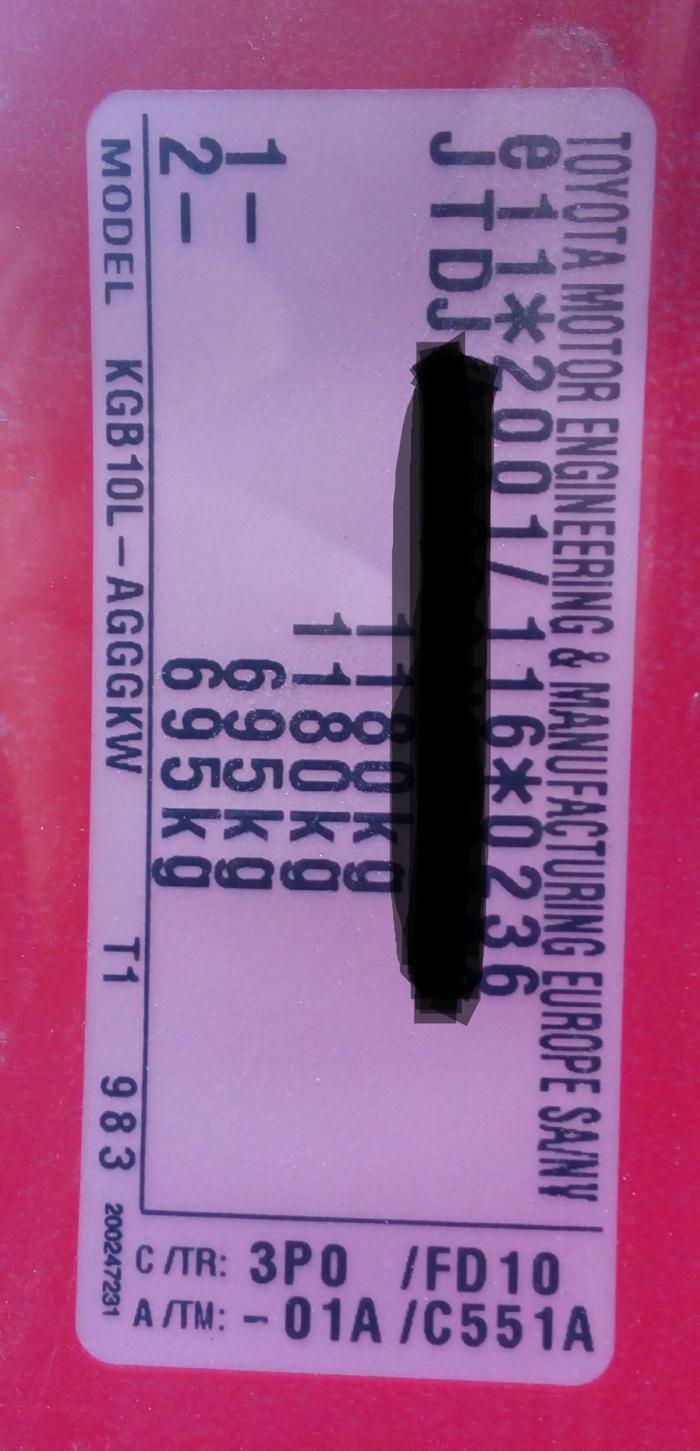 TOYOTA MOTOR ENGINEERING & MANUFACTURING EUROPE SA/NV
e11*2001/116*0236
JTDJ
1180kg
1180kg
1- 695kg
2- 695kg
MODEL KGB10L-AGGGKW T1 983
200247231
C/TR: 3P0 /FD10
A/TM: -01A /C551A